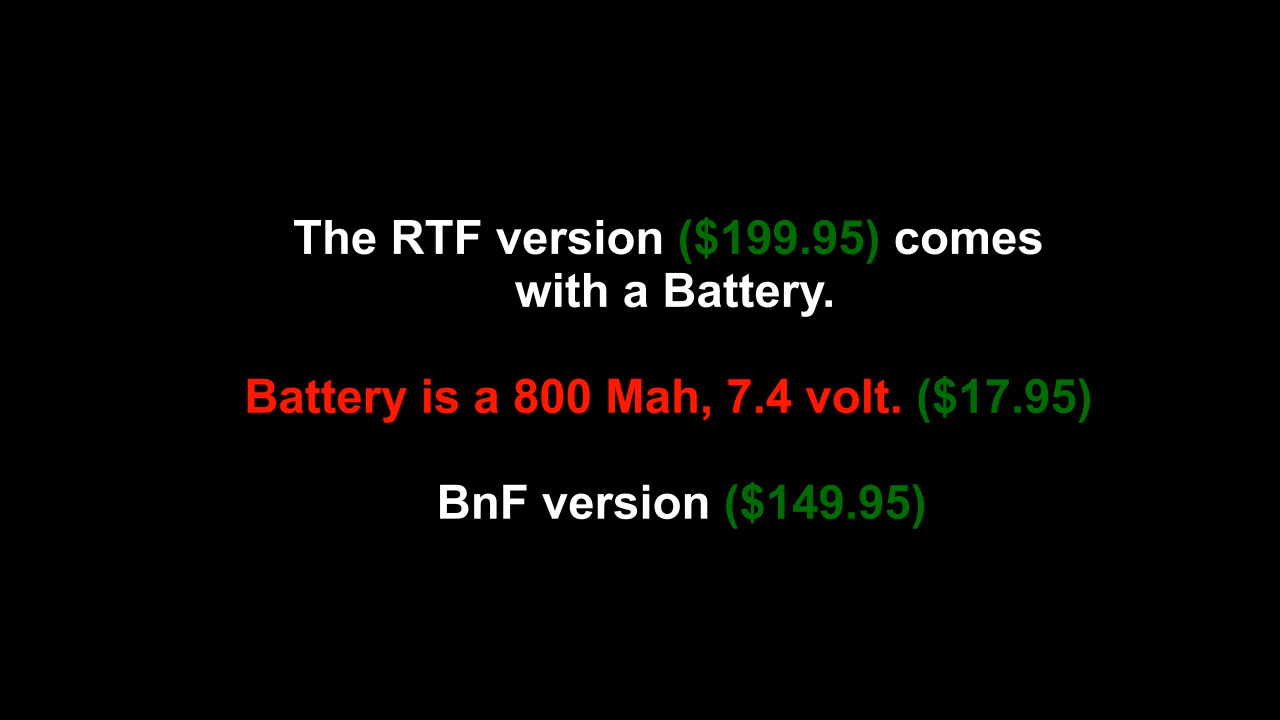 The RTF version ($199.95) comes
with a Battery.
Battery is a 800 Mah, 7.4 volt. ($17.95)
BnF version ($149.95)